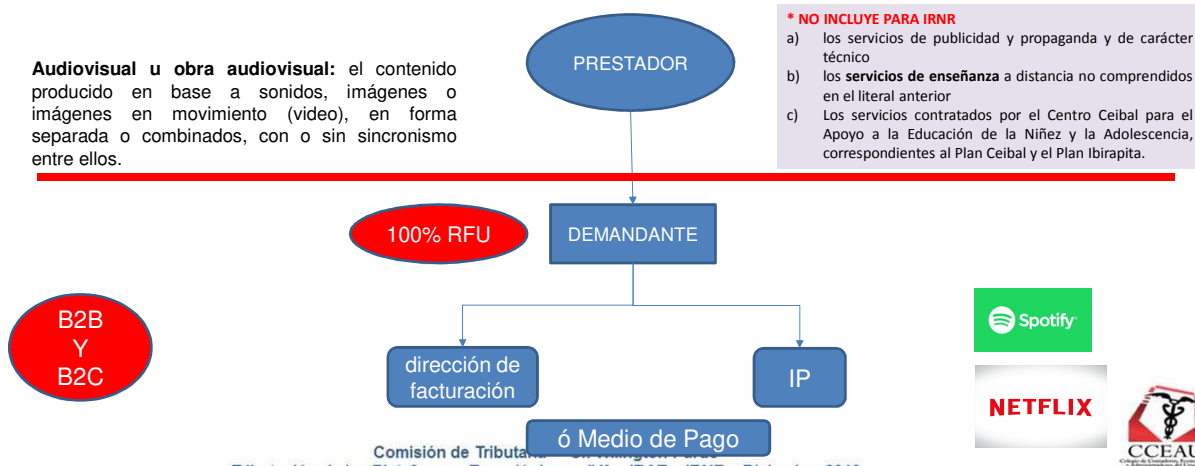 Audiovisual u obra audiovisual: el contenido
producido en base a sonidos, imágenes o
imágenes en movimiento (video), en forma
separada o combinados, con o sin sincronismo
entre ellos.
PRESTADOR
* NO INCLUYE PARA IRNR
a) los servicios de publicidad y propaganda y de carácter
técnico
b) los servicios de enseñanza a distancia no comprendidos
en el literal anterior
c) Los servicios contratados por el Centro Ceibal para el
Apoyo a la Educación de la Niñez y la Adolescencia,
correspondientes al Plan Ceibal y el Plan Ibirapita.
100% RFU
DEMANDANTE
B2B
Y
B2C
dirección de
facturación
IP
ó Medio de Pago
Spotify
NETFLIX
CCEAU
Comisión de